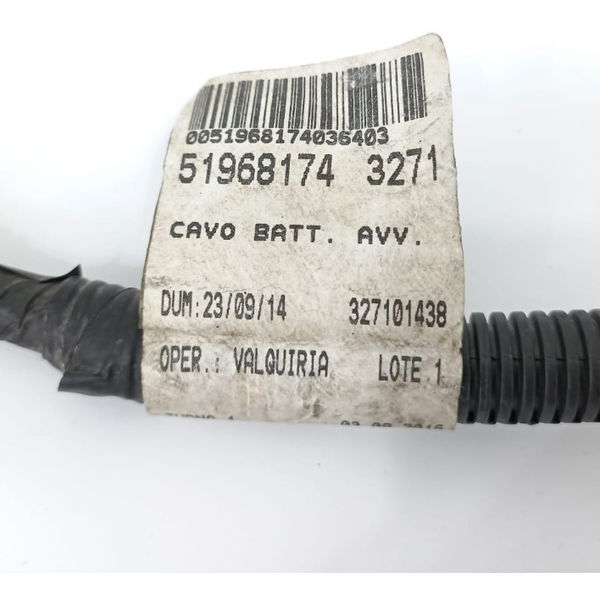 0051968174036403
51968174 3271
CAVO BATT. AVV.
DUM:23/09/14 327101438
OPER.: VALQUIRIA LOTE 1